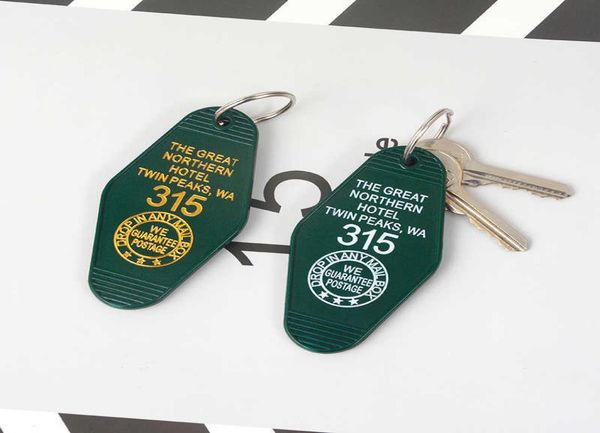 THE GREAT
NORTHERN
HOTEL
TWIN PEAKS, WA
315
DROP IN ANY MAIL BOX
WE
GUARANTEE
POSTAGE
THE GREAT
NORTHERN
HOTEL
TWIN PEAKS, WA
315
DROP IN ANY MAIL BOX
WE
GUARANTEE
POSTAGE